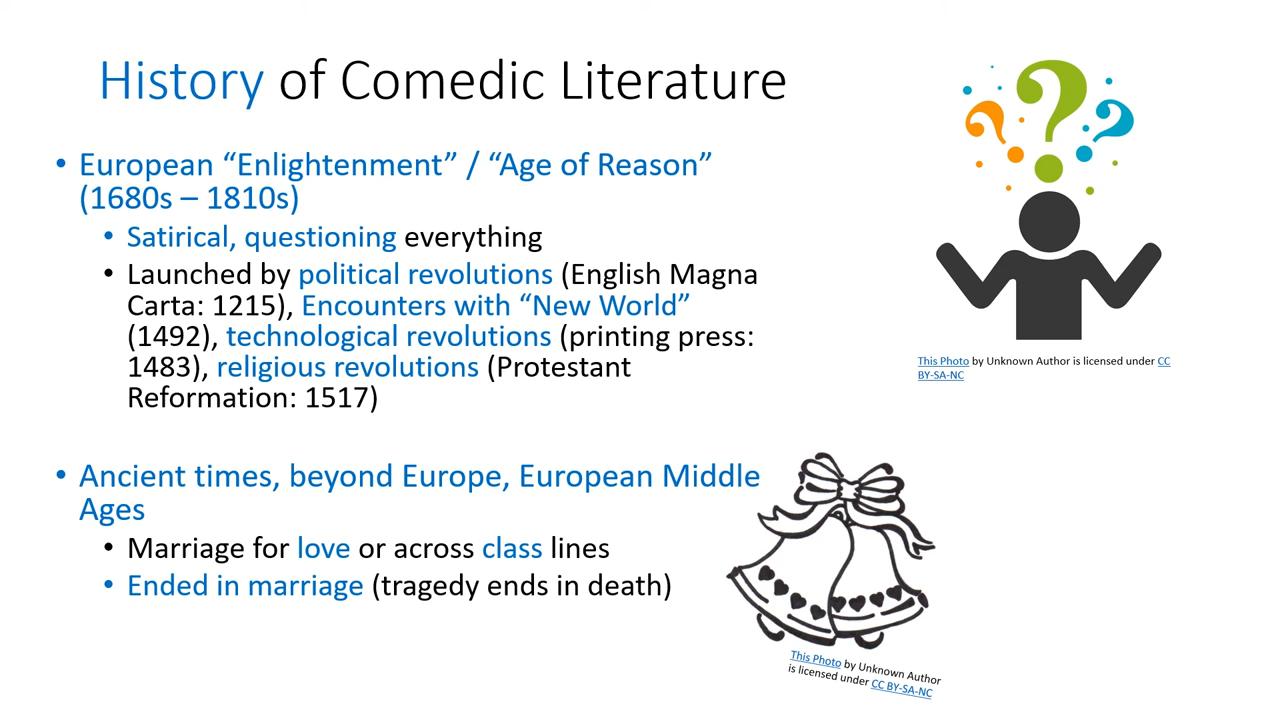 History of Comedic Literature
• European “Enlightenment” / “Age of Reason”
(1680s – 1810s)
• Satirical, questioning everything
• Launched by political revolutions (English Magna
Carta: 1215), Encounters with “New World”
(1492), technological revolutions (printing press:
1483), religious revolutions (Protestant
Reformation: 1517)
This Photo by Unknown Author is licensed under CC
BY-SA-NC
• Ancient times, beyond Europe, European Middle
Ages
• Marriage for love or across class lines
• Ended in marriage (tragedy ends in death)
This Photo by Unknown Author
is licensed under CC BY-SA-NC